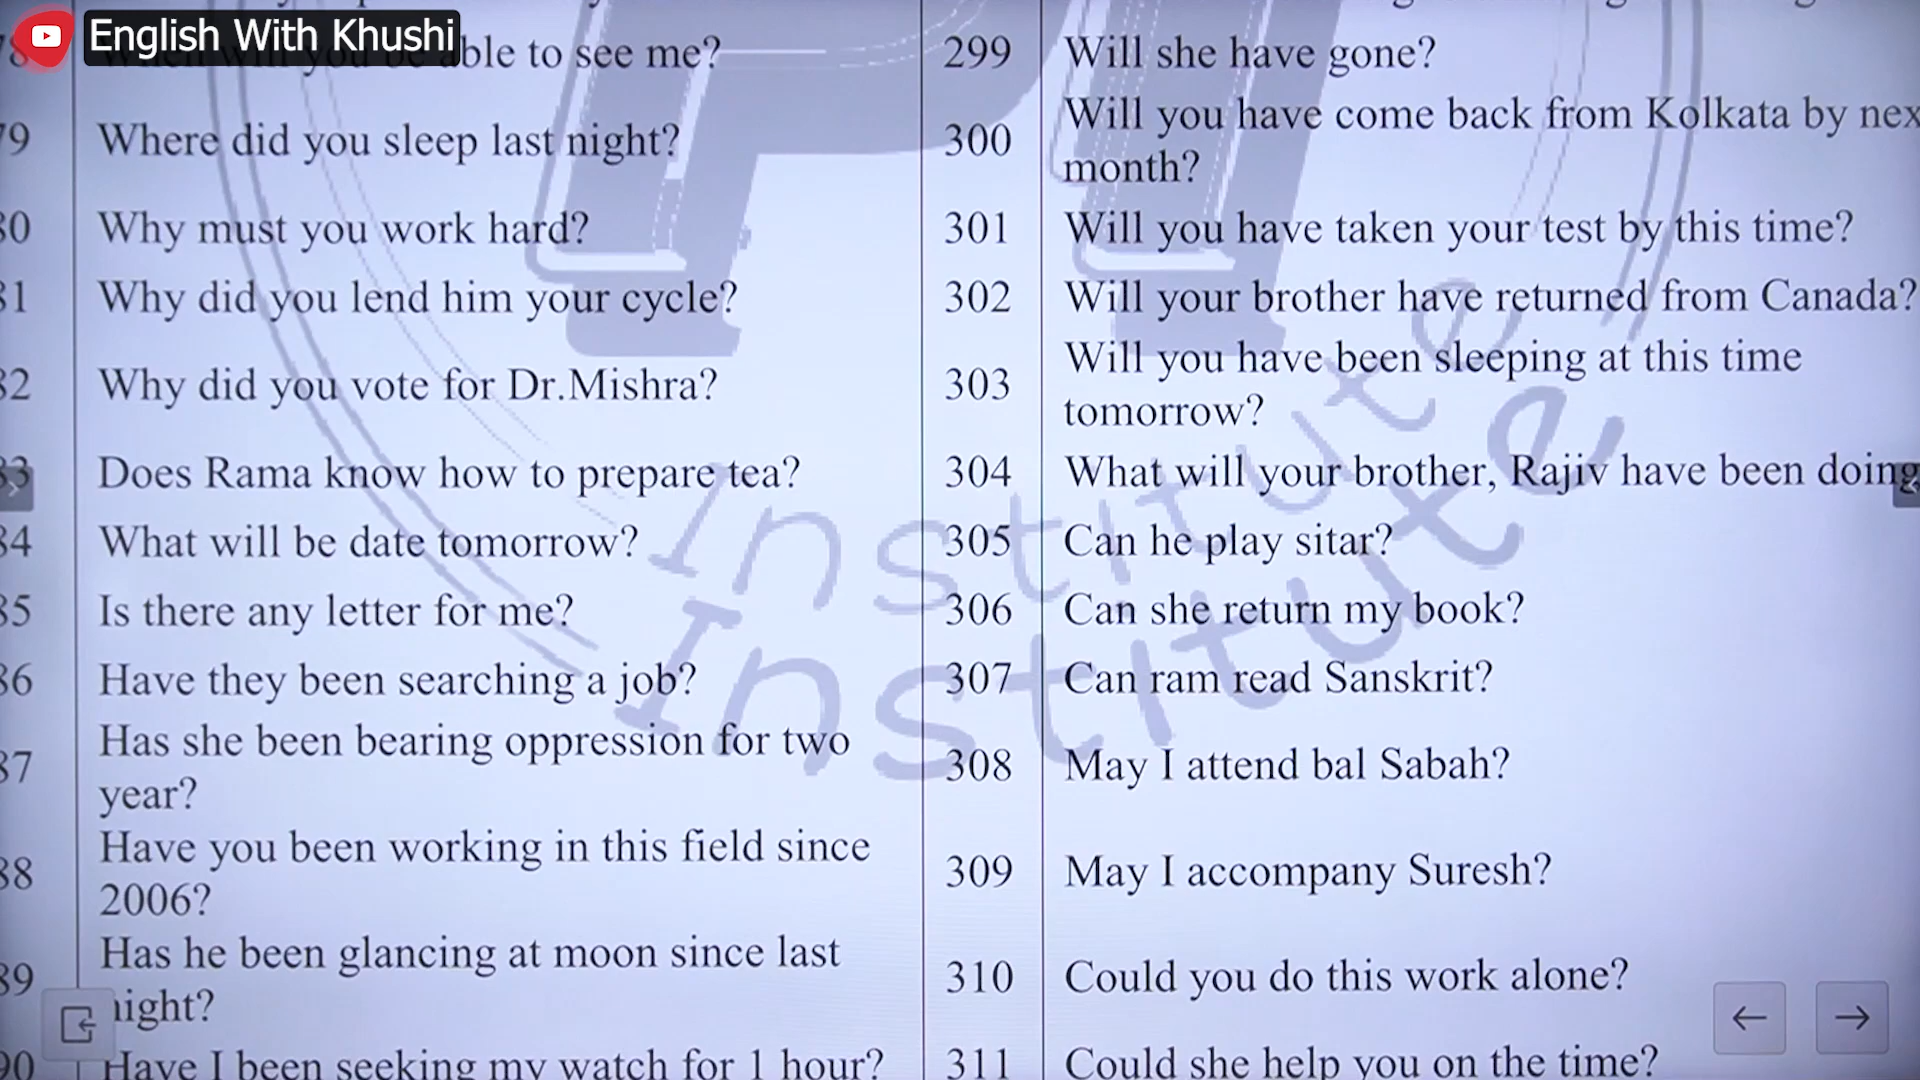 English With Khushi
able to see me?
Where did you sleep last night?
Why must you work hard?
Why did you lend him your cycle?
Why did you vote for Dr.Mishra?
Does Rama know how to prepare tea?
What will be date tomorrow?
Is there any letter for me?
Have they been searching a job?
Has she been bearing oppression for two
year?
Have you been working in this field since
2006?
Has he been glancing at moon since last
night?
Have I been seeking my watch for 1 hour?
299 Will she have gone?
300 Will you have come back from Kolkata by
month?
301 Will you have taken your test by this time?
302 Will your brother have returned from Canada?
303 Will you have been sleeping at this time
tomorrow?
304 What will your brother, Rajiv have been doing
305 Can he play sitar?
306 Can she return my book?
307 Can ram read Sanskrit?
308 May I attend bal Sabah?
309 May I accompany Suresh?
310 Could you do this work alone?
311 Could she help you on the time?
Institute
Institute